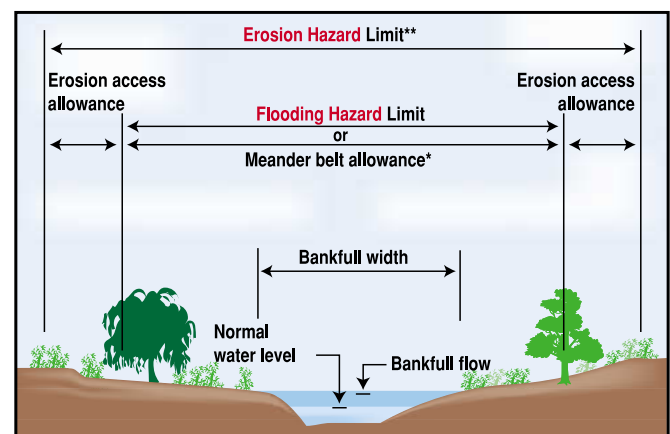 Erosion Hazard Limit**
Erosion access
allowance
Erosion access
allowance
Flooding Hazard Limit
or
Meander belt allowance*
Bankfull width
Normal
water level
Bankfull flow